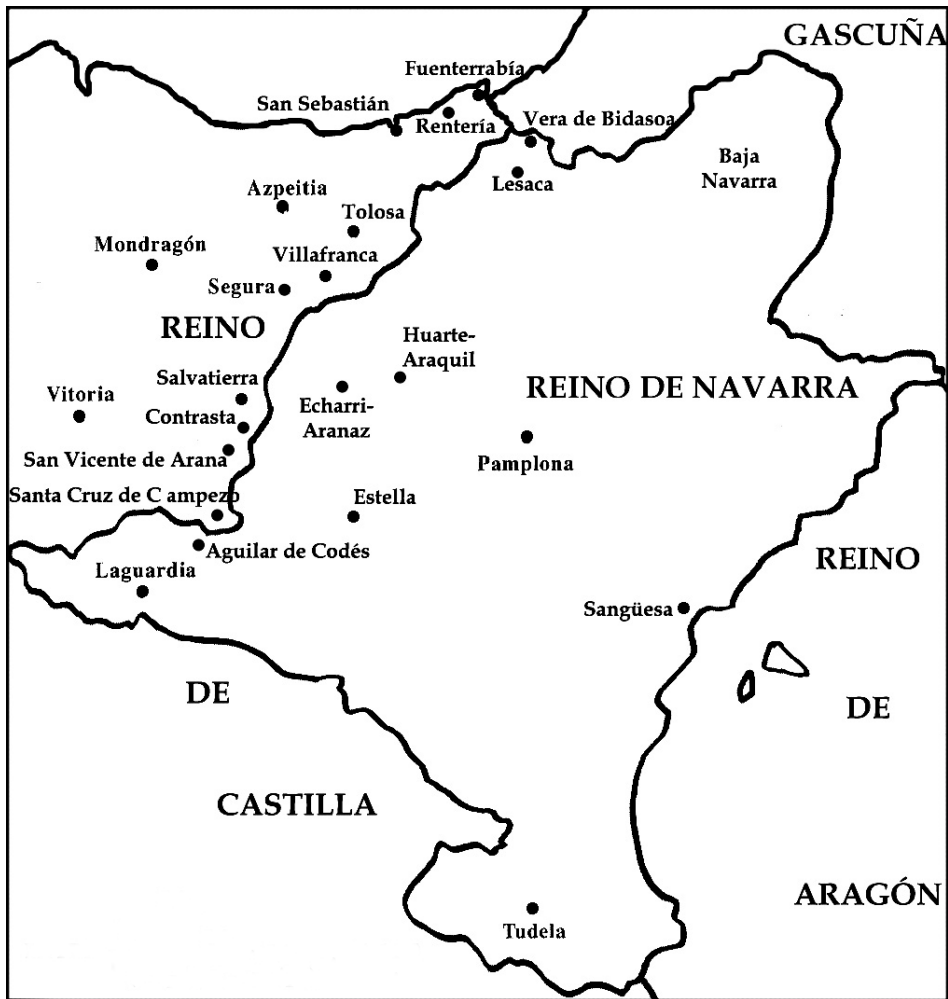 GASCUÑA
Fuenterrabía
San Sebastián
Rentería
Vera de Bidasoa
Baja
Navarra
Lesaca
Azpeitia
Tolosa
Mondragón
Villafranca
Segura
REINO
Huarte-
Araquil
Salvatierra
REINO DE NAVARRA
Vitoria
Echarri-
Aranaz
Contrasta
San Vicente de Arana
Pamplona
Santa Cruz de C ampezo
Estella
Aguilar de Codés
REINO
Laguardia
Sangüesa
DE
DE
CASTILLA
ARAGÓN
Tudela